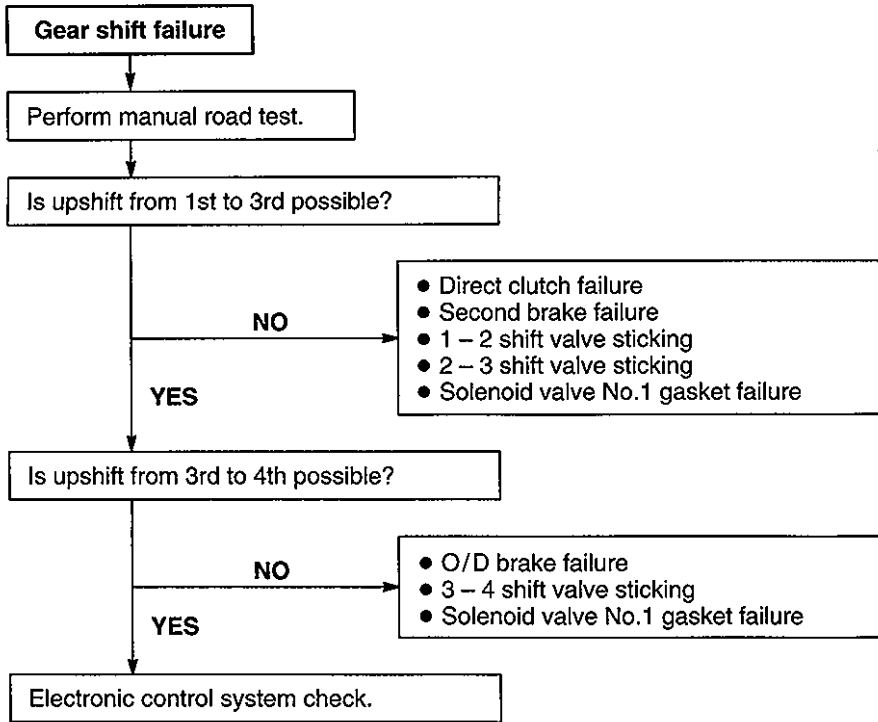 Gear shift failure
Perform manual road test.
Is upshift from 1st to 3rd possible?
NO
● Direct clutch failure
● Second brake failure
● 1 – 2 shift valve sticking
● 2 – 3 shift valve sticking
● Solenoid valve No.1 gasket failure
YES
Is upshift from 3rd to 4th possible?
NO
● O/D brake failure
● 3 – 4 shift valve sticking
● Solenoid valve No.1 gasket failure
YES
Electronic control system check.